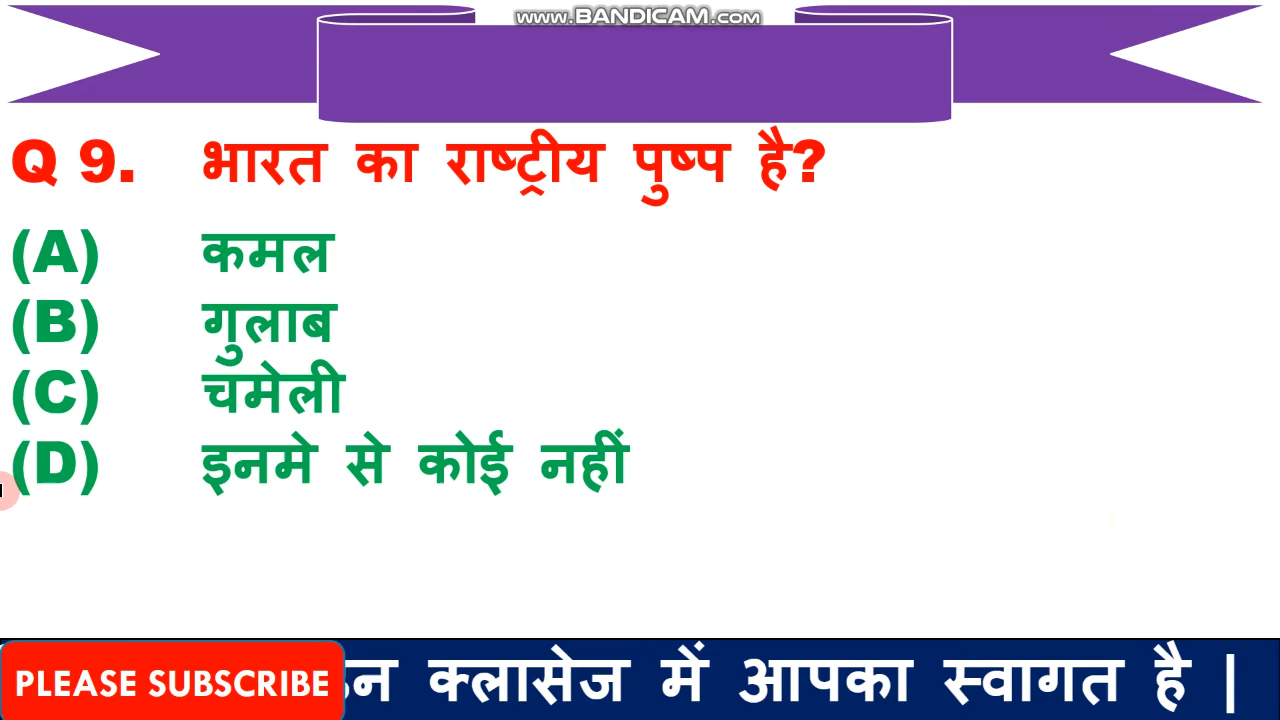 www.BANDICAM.com
Q 9. भारत का राष्ट्रीय पुष्प है?
(A) कमल
(B) गुलाब
(C) चमेली
(D) इनमे से कोई नहीं
PLEASE SUBSCRIBE क्लासेज में आपका स्वागत है |